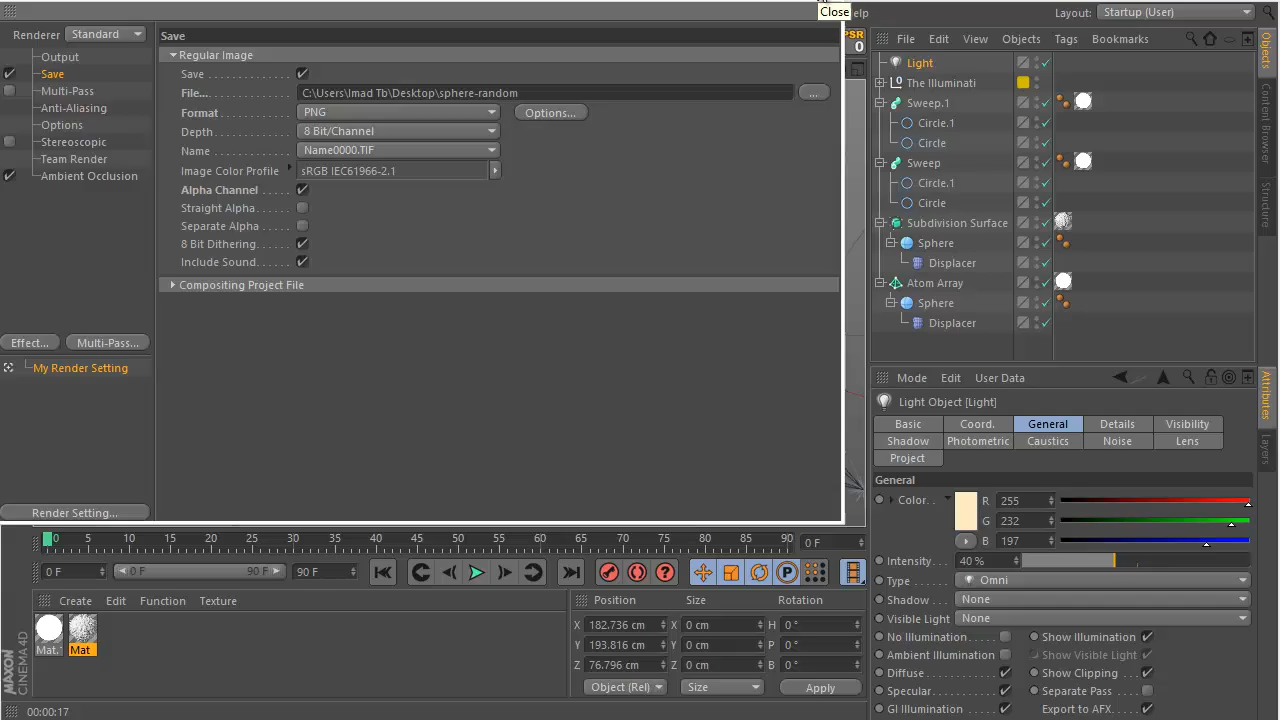 Close
elp
Layout: Startup (User)
Renderer Standard
Output
Save
Multi-Pass
Anti-Aliasing
Options
Stereoscopic
Team Render
Ambient Occlusion
Effect... Multi-Pass...
My Render Setting
Render Setting...
Save
Regular Image
Save
File... C:\Users\Imad Tb\Desktop\sphere-random ...
Format PNG Options...
Depth 8 Bit/Channel
Name Name0000.TIF
Image Color Profile sRGB IEC61966-2.1
Alpha Channel
Straight Alpha
Separate Alpha
8 Bit Dithering
Include Sound
Compositing Project File
PSR
0
File Edit View Objects Tags Bookmarks
Light
The Illuminati
Sweep.1
Circle.1
Circle
Sweep
Circle.1
Circle
Subdivision Surface
Sphere
Displacer
Atom Array
Sphere
Displacer
Objects
Content Browser
Structure
Mode Edit User Data
Light Object [Light]
Basic Coord. General Details Visibility
Shadow Photometric Caustics Noise Lens
Project
General
Color. . R 255
G 232
B 197
Intensity. 40 %
Type Omni
Shadow None
Visible Light None
No Illumination Show Illumination
Ambient Illumination Show Visible Light
Diffuse Show Clipping
Specular Separate Pass
GI Illumination Export to AFX.
Attributes
Layers
0 5 10 15 20 25 30 35 40 45 50 55 60 65 70 75 80 85 90 0 F
0 F 0 F 90 F 90 F
Create Edit Function Texture
Mat. Mat
Position Size Rotation
X 182.736 cm X 0 cm H 0 °
Y 193.816 cm Y 0 cm P 0 °
Z 76.796 cm Z 0 cm B 0 °
Object (Rel) Size Apply
MAXON
CINEMA 4D
00:00:17